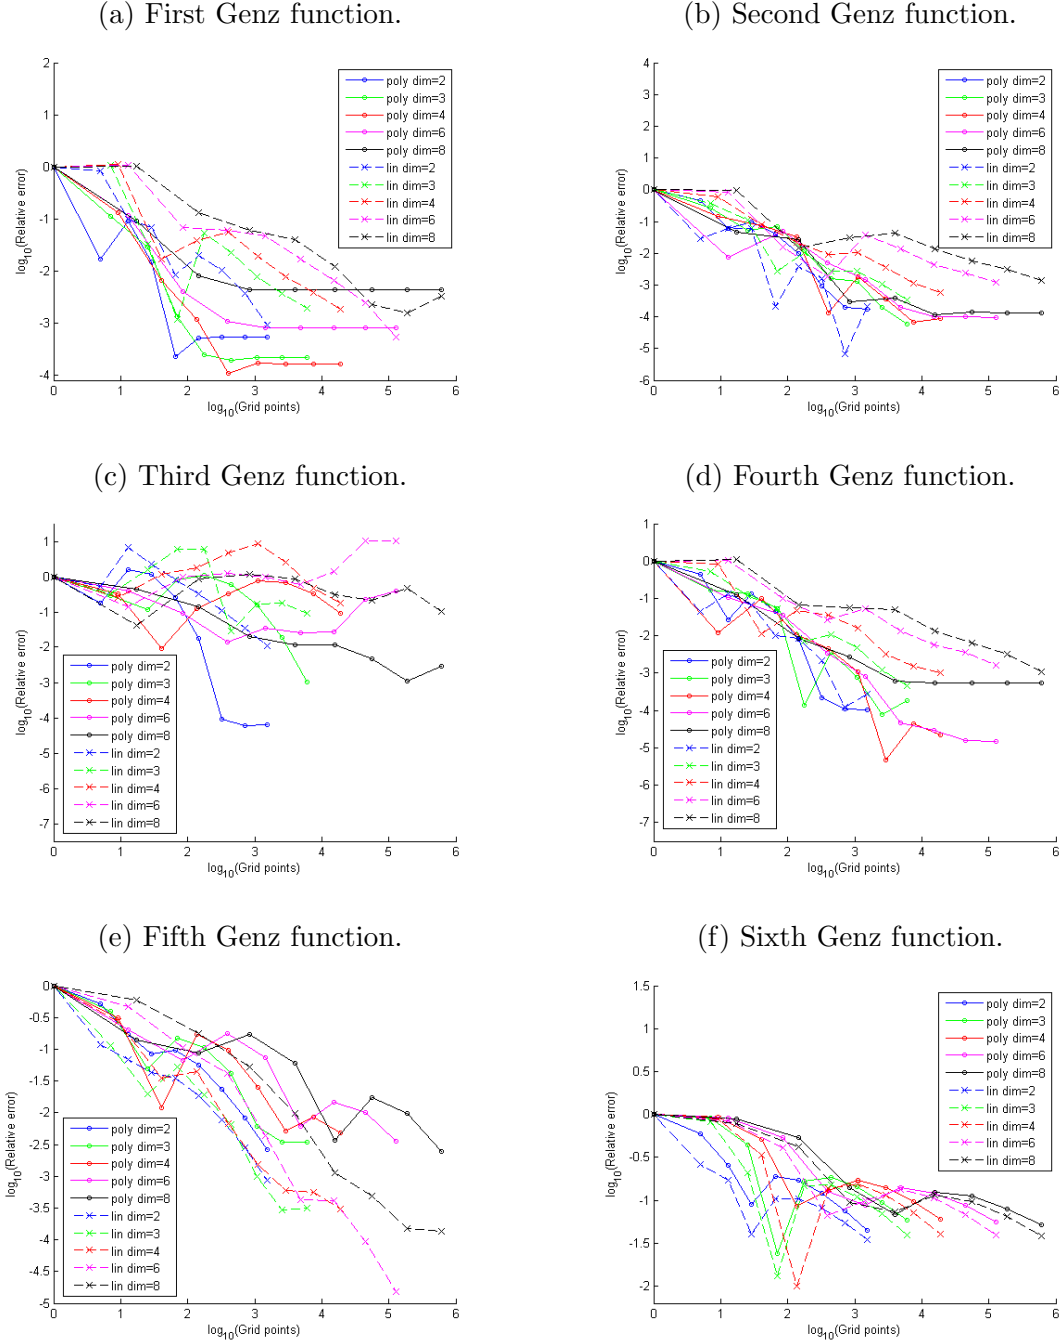 (a) First Genz function.
2
1
0
-1
-2
-3
-4
0 1 2 3 4 5 6
log10(Relative error)
log10(Grid points)
poly dim=2
poly dim=3
poly dim=4
poly dim=6
poly dim=8
lin dim=2
lin dim=3
lin dim=4
lin dim=6
lin dim=8
(b) Second Genz function.
4
3
2
1
0
-1
-2
-3
-4
-5
-6
0 1 2 3 4 5 6
log10(Relative error)
log10(Grid points)
poly dim=2
poly dim=3
poly dim=4
poly dim=6
poly dim=8
lin dim=2
lin dim=3
lin dim=4
lin dim=6
lin dim=8
(c) Third Genz function.
1
0
-1
-2
-3
-4
-5
-6
-7
0 1 2 3 4 5 6
log10(Relative error)
log10(Grid points)
poly dim=2
poly dim=3
poly dim=4
poly dim=6
poly dim=8
lin dim=2
lin dim=3
lin dim=4
lin dim=6
lin dim=8
(d) Fourth Genz function.
1
0
-1
-2
-3
-4
-5
-6
-7
0 1 2 3 4 5 6
log10(Relative error)
log10(Grid points)
poly dim=2
poly dim=3
poly dim=4
poly dim=6
poly dim=8
lin dim=2
lin dim=3
lin dim=4
lin dim=6
lin dim=8
(e) Fifth Genz function.
0
-0.5
-1
-1.5
-2
-2.5
-3
-3.5
-4
-4.5
-5
0 1 2 3 4 5 6
log10(Relative error)
log10(Grid points)
poly dim=2
poly dim=3
poly dim=4
poly dim=6
poly dim=8
lin dim=2
lin dim=3
lin dim=4
lin dim=6
lin dim=8
(f) Sixth Genz function.
1.5
1
0.5
0
-0.5
-1
-1.5
-2
0 1 2 3 4 5 6
log10(Relative error)
log10(Grid points)
poly dim=2
poly dim=3
poly dim=4
poly dim=6
poly dim=8
lin dim=2
lin dim=3
lin dim=4
lin dim=6
lin dim=8